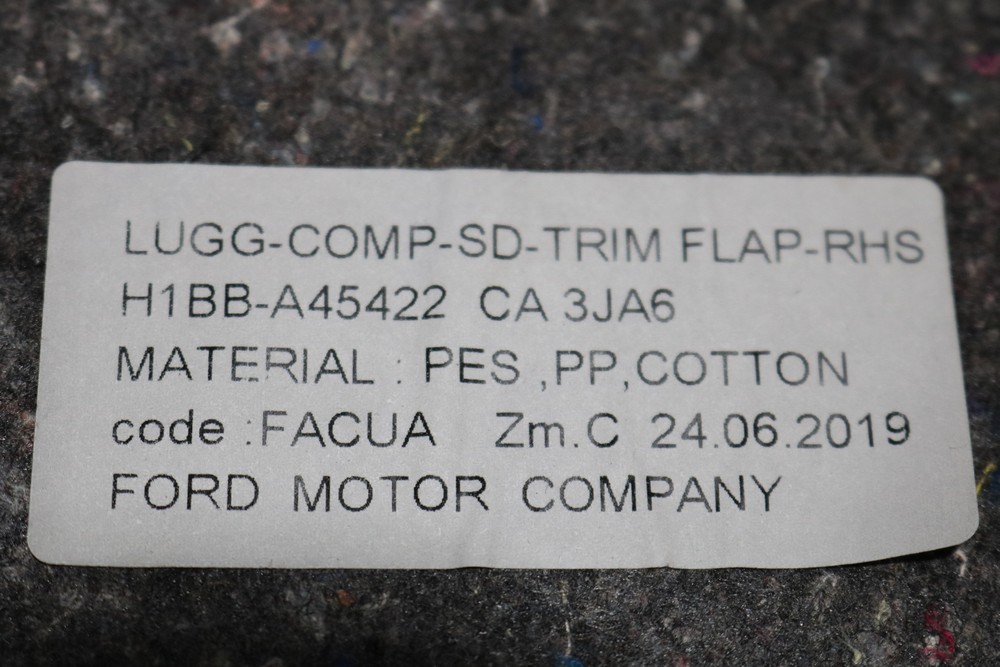 LUGG-COMP-SD-TRIM FLAP-RHS
H1BB-A45422 CA 3JA6
MATERIAL : PES ,PP,COTTON
code :FACUA Zm.C 24.06.2019
FORD MOTOR COMPANY